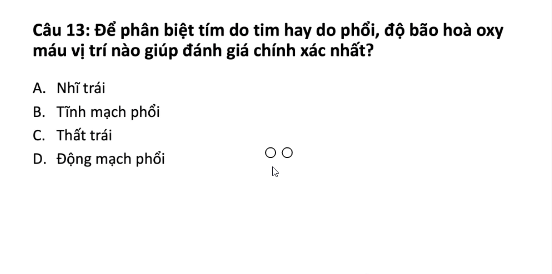 Câu 13: Để phân biệt tím do tim hay do phổi, độ bão hoà oxy
máu vị trí nào giúp đánh giá chính xác nhất?
A. Nhĩ trái
B. Tĩnh mạch phổi
C. Thất trái
D. Động mạch phổi